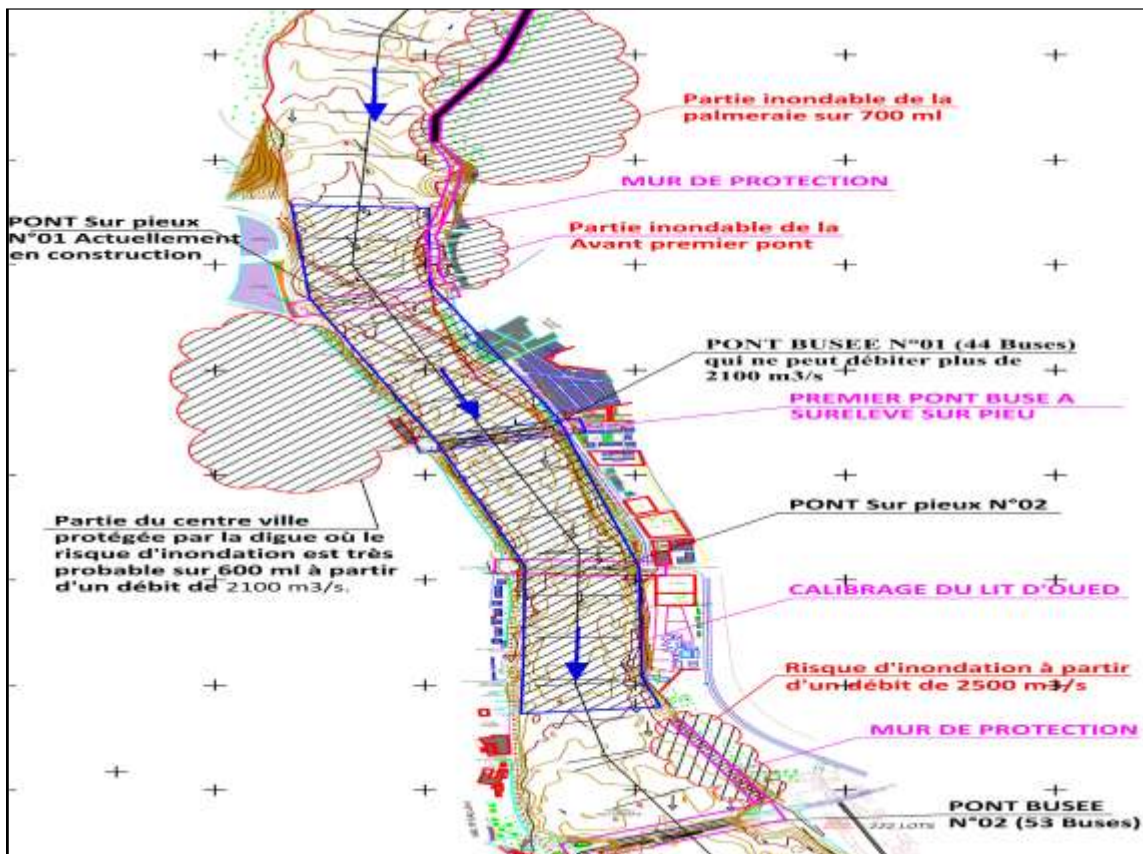 Partie inondable de la
palmeraie sur 700 ml
MUR DE PROTECTION
PONT Sur pieux
N°01 Actuellement
en construction
Partie inondable de la
Avant premier pont
PONT BUSEE N°01 (44 Buses)
qui ne peut débiter plus de
2100 m3/s
PREMIER PONT BUSE A
SURELEVE SUR PIEU
PONT Sur pieux N°02
Partie du centre ville
protégée par la digue où le
risque d'inondation est très
probable sur 600 ml à partir
d'un débit de 2100 m3/s.
CALIBRAGE DU LIT D'OUED
Risque d'inondation à partir
d'un débit de 2500 m3/s
MUR DE PROTECTION
PONT BUSEE
N°02 (53 Buses)
222 LOTS